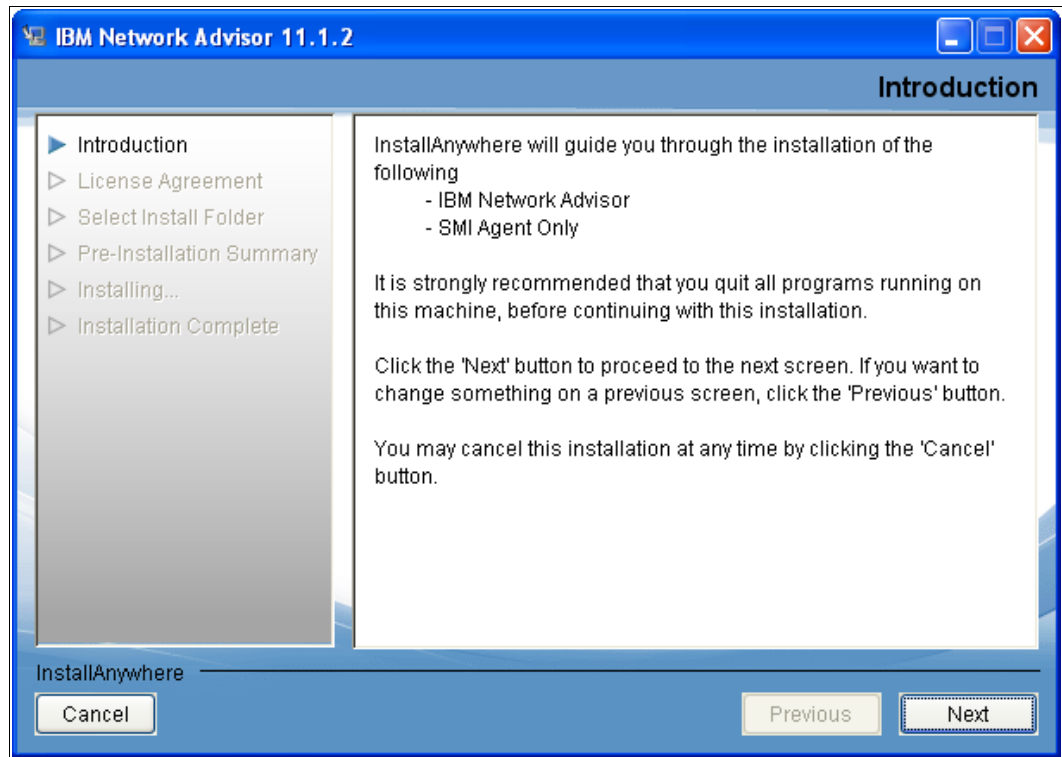 IBM Network Advisor 11.1.2
Introduction
Introduction
License Agreement
Select Install Folder
Pre-Installation Summary
Installing...
Installation Complete
InstallAnywhere will guide you through the installation of the
following
- IBM Network Advisor
- SMI Agent Only
It is strongly recommended that you quit all programs running on
this machine, before continuing with this installation.
Click the 'Next' button to proceed to the next screen. If you want to
change something on a previous screen, click the 'Previous' button.
You may cancel this installation at any time by clicking the 'Cancel'
button.
InstallAnywhere
Cancel
Previous
Next